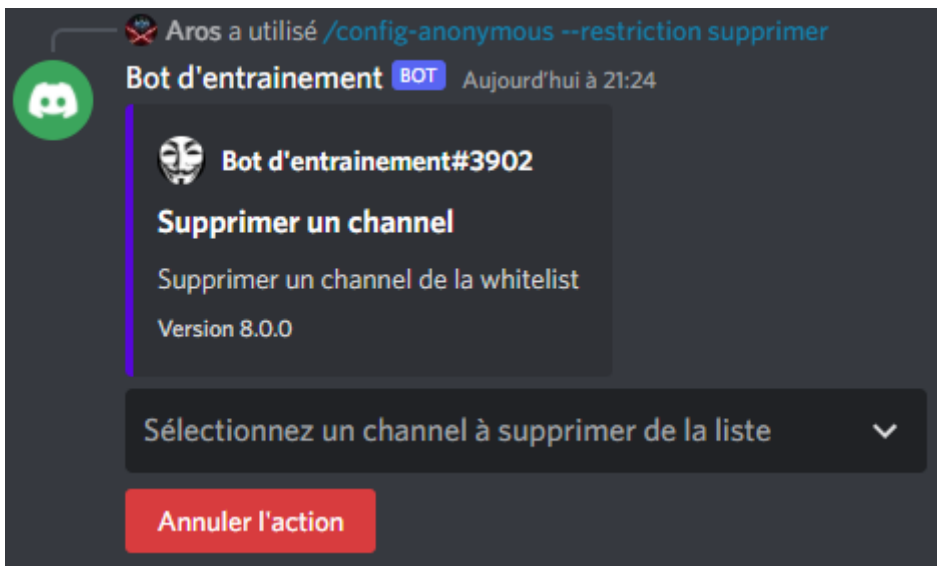 Aros a utilisé /config-anonymous --restriction supprimer
Bot d'entrainement BOT Aujourd'hui à 21:24
Bot d'entrainement#3902
Supprimer un channel
Supprimer un channel de la whitelist
Version 8.0.0
Sélectionnez un channel à supprimer de la liste
Annuler l'action